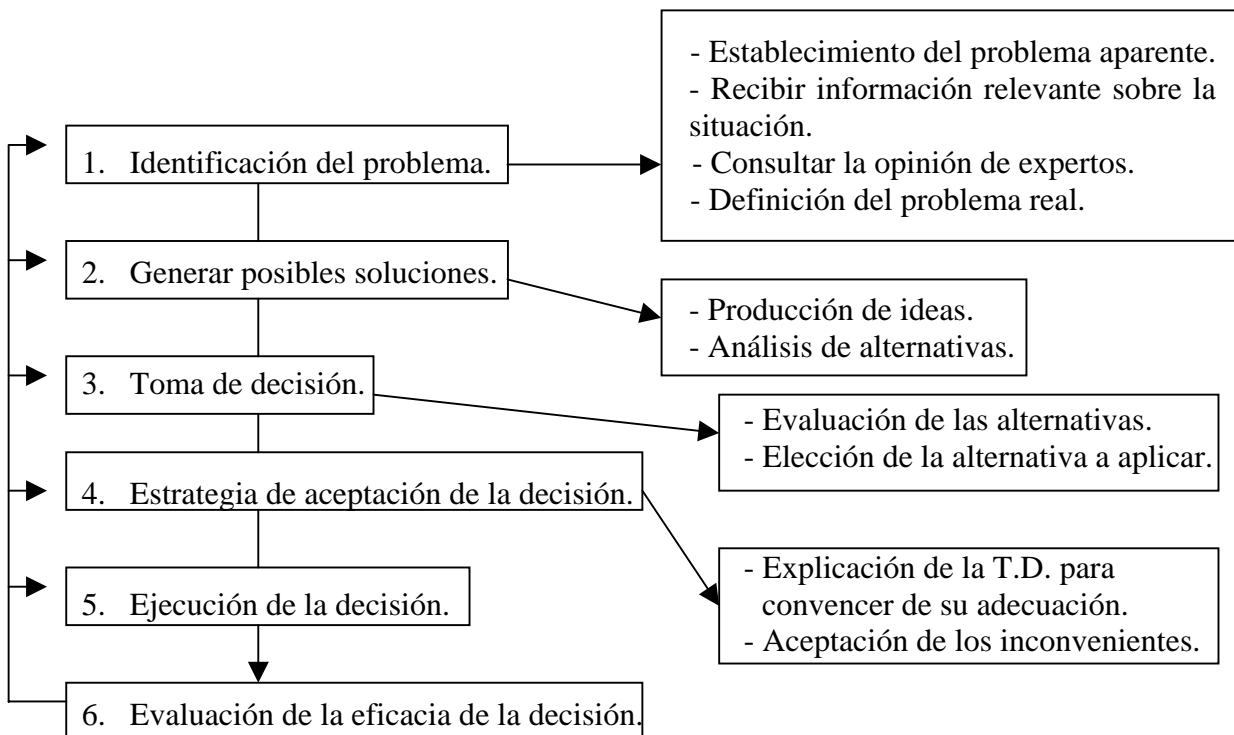 - Establecimiento del problema aparente.
- Recibir información relevante sobre la
situación.
- Consultar la opinión de expertos.
- Definición del problema real.
1. Identificación del problema.
2. Generar posibles soluciones.
- Producción de ideas.
- Análisis de alternativas.
3. Toma de decisión.
- Evaluación de las alternativas.
- Elección de la alternativa a aplicar.
4. Estrategia de aceptación de la decisión.
- Explicación de la T.D. para
convencer de su adecuación.
- Aceptación de los inconvenientes.
5. Ejecución de la decisión.
6. Evaluación de la eficacia de la decisión.